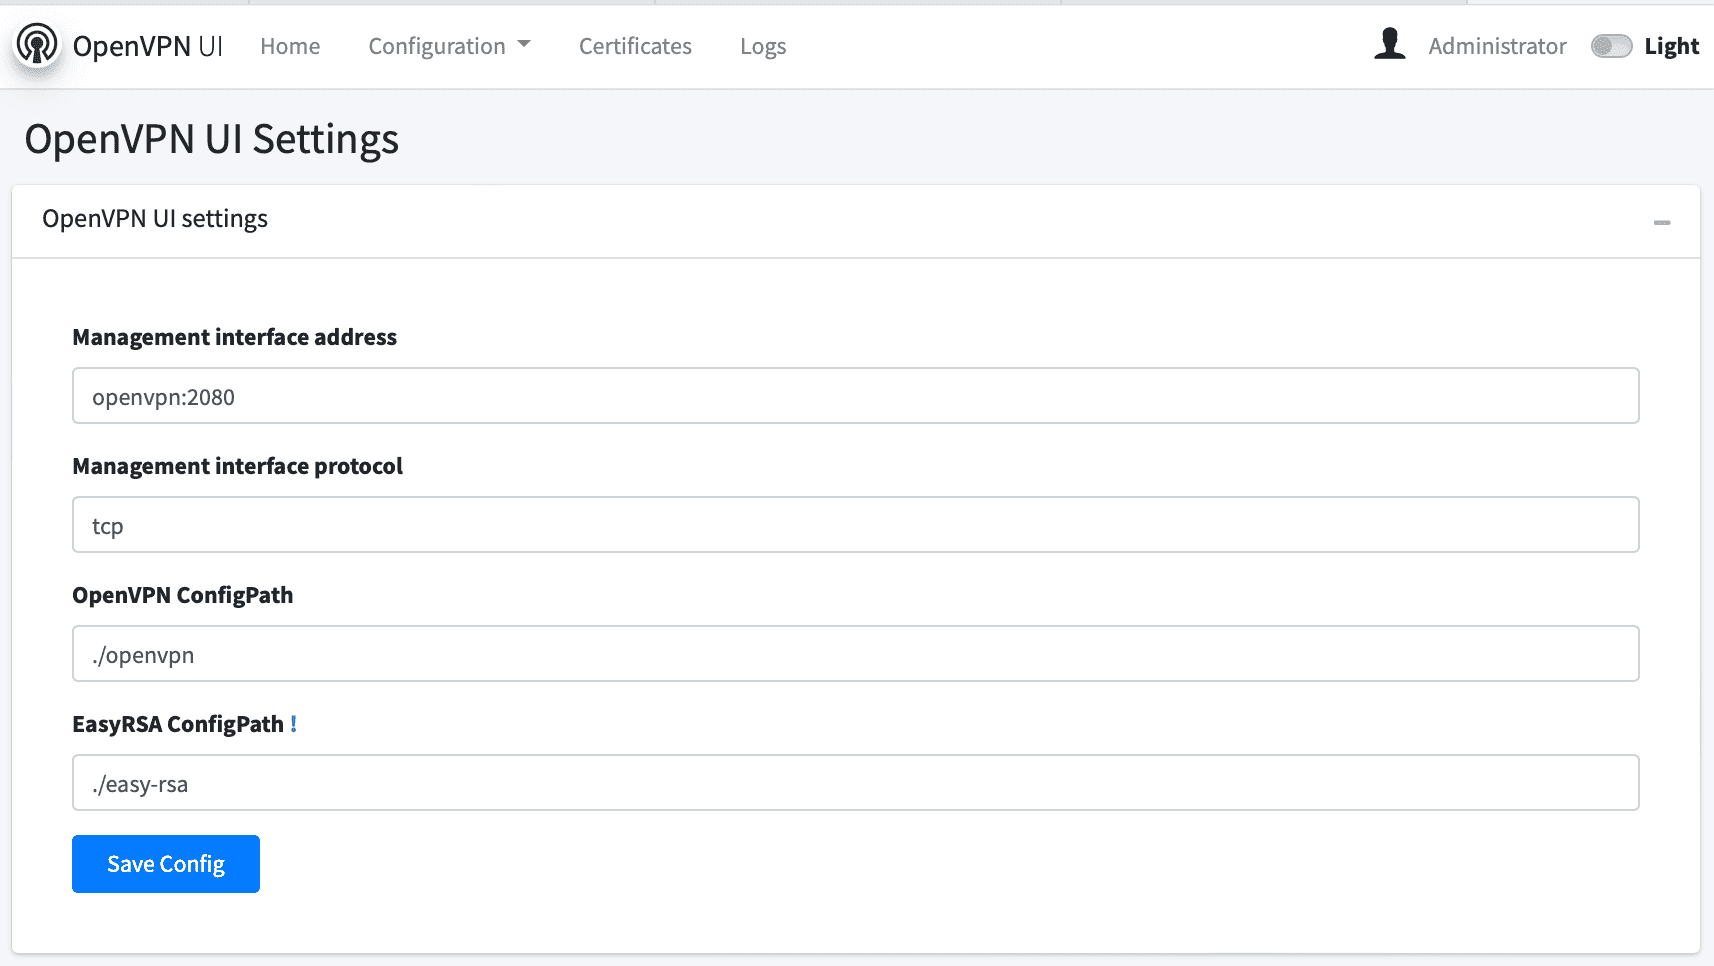 OpenVPN UI Home Configuration Certificates Logs Administrator Light
OpenVPN UI Settings
OpenVPN UI settings
Management interface address
openvpn:2080
Management interface protocol
tcp
OpenVPN ConfigPath
./openvpn
EasyRSA ConfigPath !
./easy-rsa
Save Config